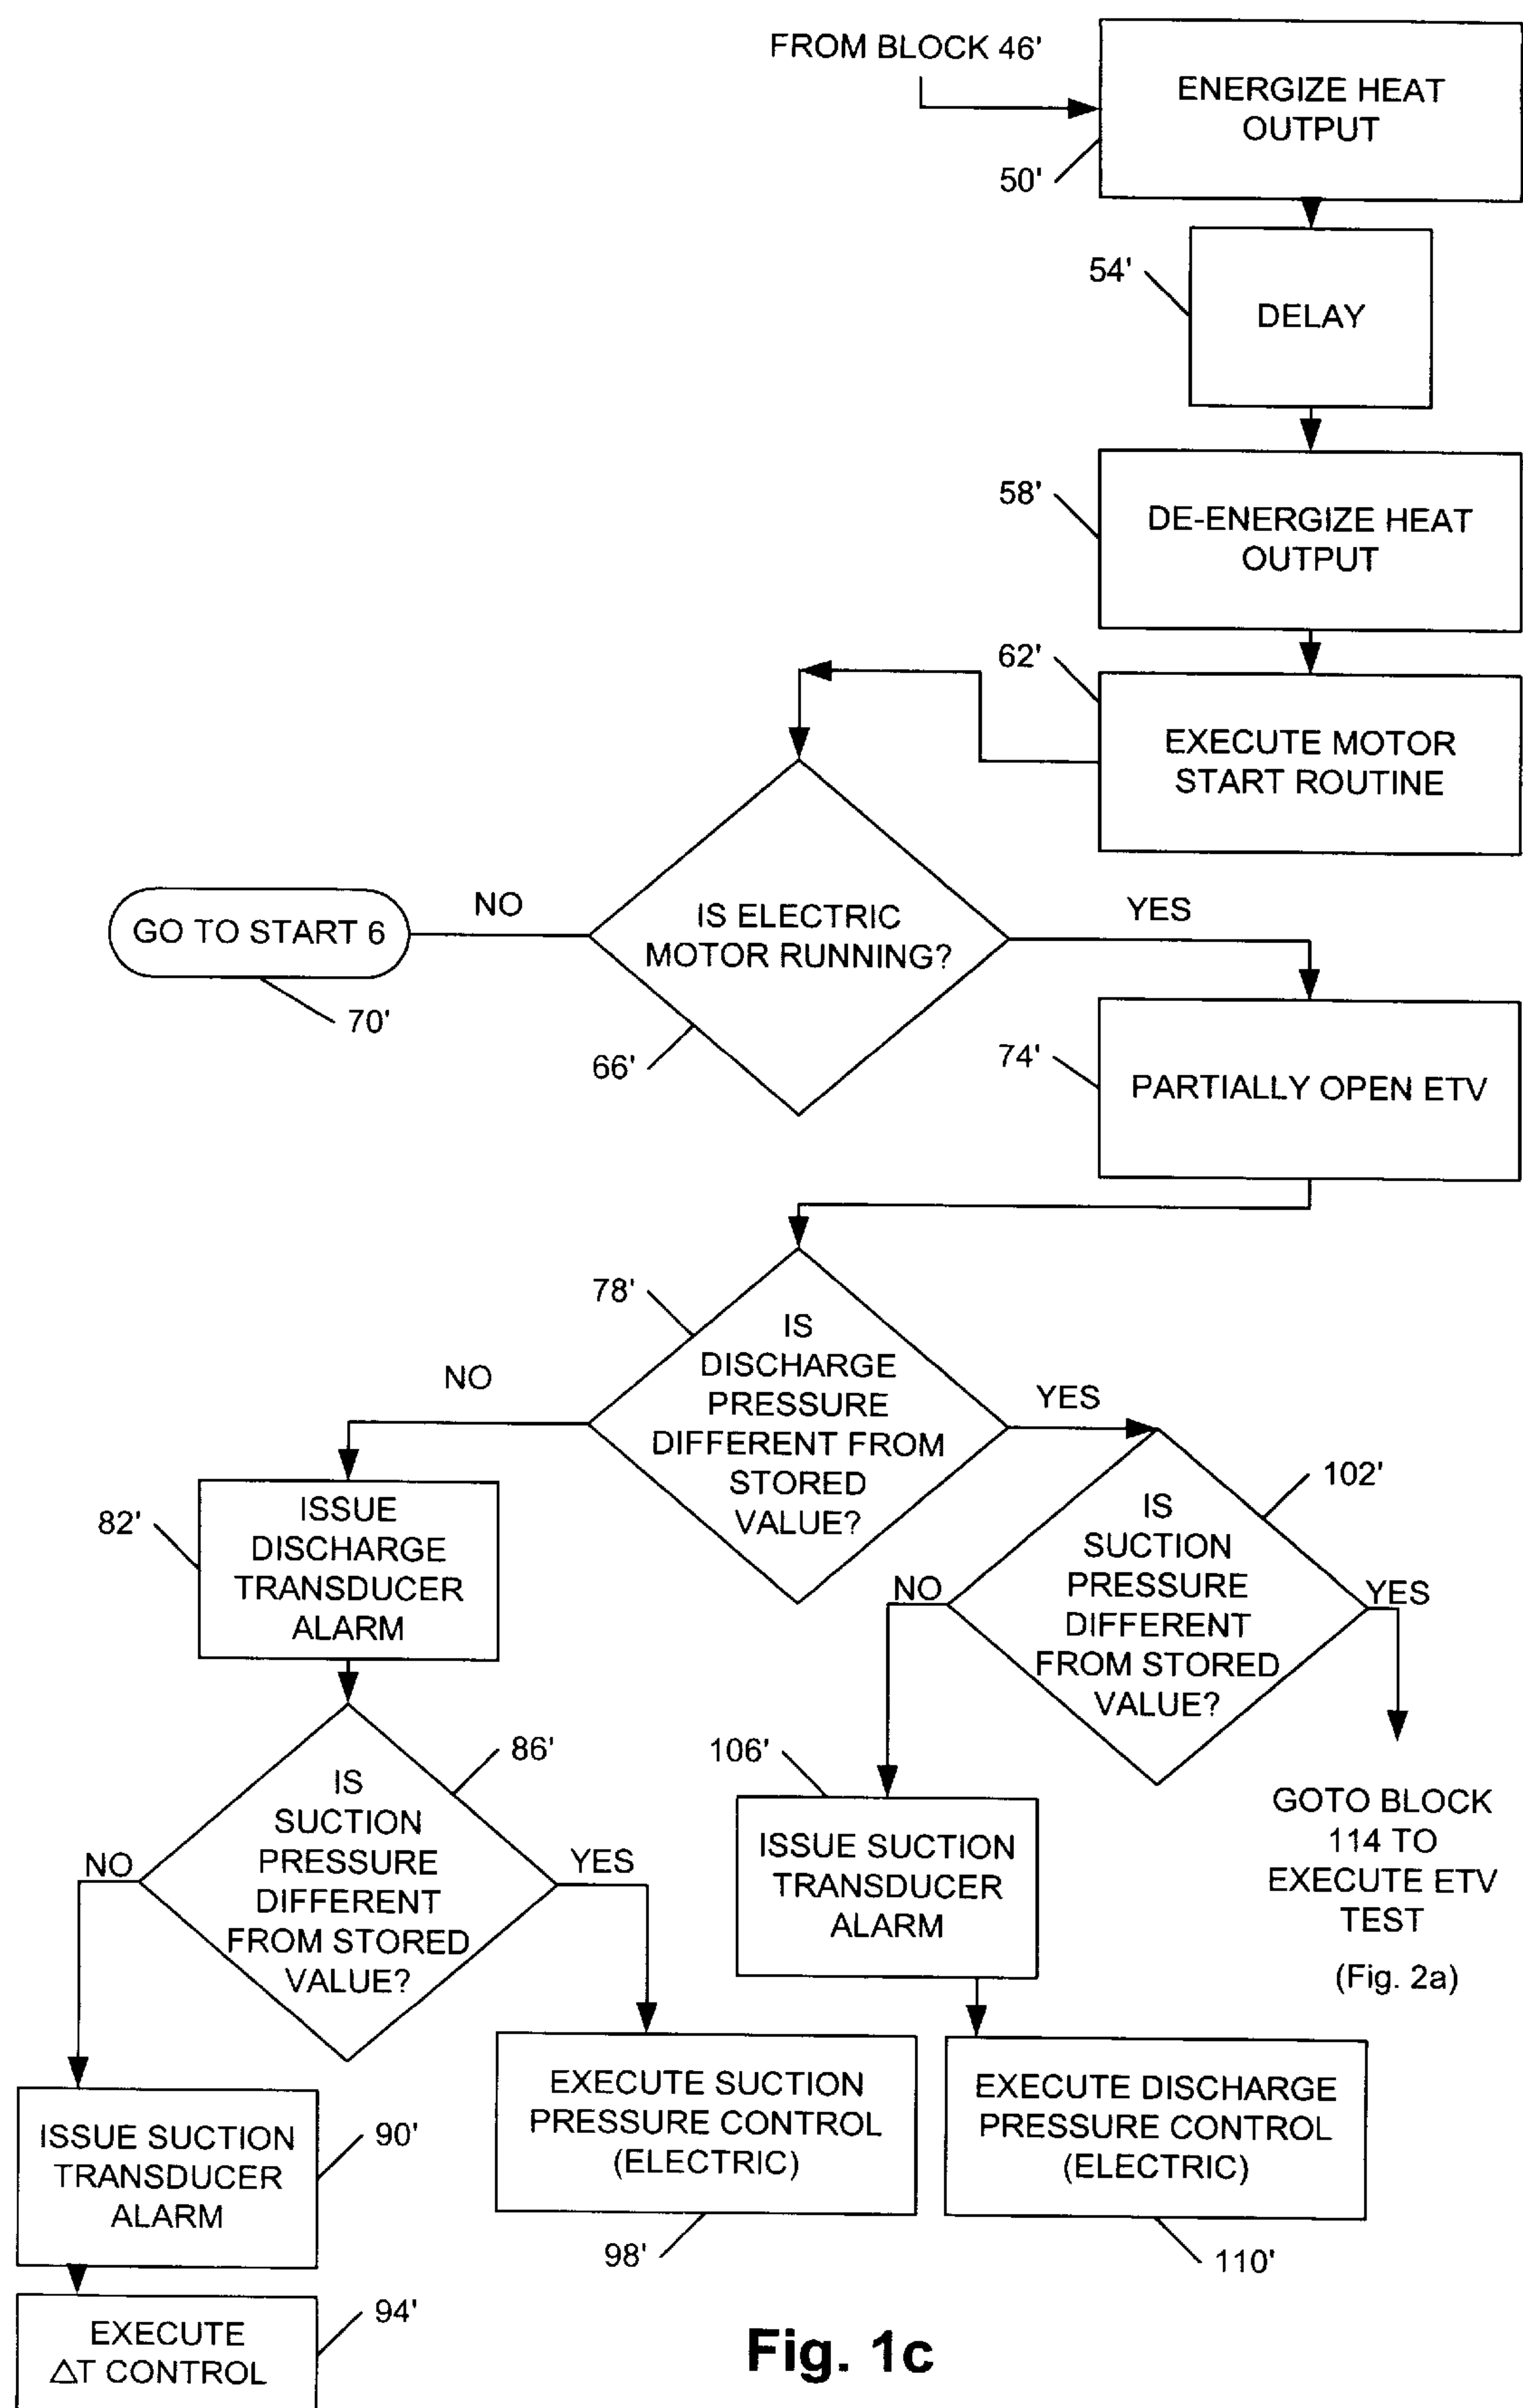 FROM BLOCK 46'
ENERGIZE HEAT
OUTPUT
50'
54'
DELAY
58'
DE-ENERGIZE HEAT
OUTPUT
62'
EXECUTE MOTOR
START ROUTINE
GO TO START 6
70'
NO
IS ELECTRIC
MOTOR RUNNING?
66'
YES
74'
PARTIALLY OPEN ETV
78'
IS
DISCHARGE
PRESSURE
DIFFERENT FROM
STORED
VALUE?
NO
YES
82'
ISSUE
DISCHARGE
TRANSDUCER
ALARM
102'
IS
SUCTION
PRESSURE
DIFFERENT
FROM STORED
VALUE?
NO
YES
86'
IS
SUCTION
PRESSURE
DIFFERENT
FROM STORED
VALUE?
NO
YES
106'
ISSUE SUCTION
TRANSDUCER
ALARM
GOTO BLOCK
114 TO
EXECUTE ETV
TEST
(Fig. 2a)
ISSUE SUCTION
TRANSDUCER
ALARM
90'
EXECUTE SUCTION
PRESSURE CONTROL
(ELECTRIC)
98'
EXECUTE DISCHARGE
PRESSURE CONTROL
(ELECTRIC)
110'
EXECUTE
ΔT CONTROL
94'
Fig. 1c